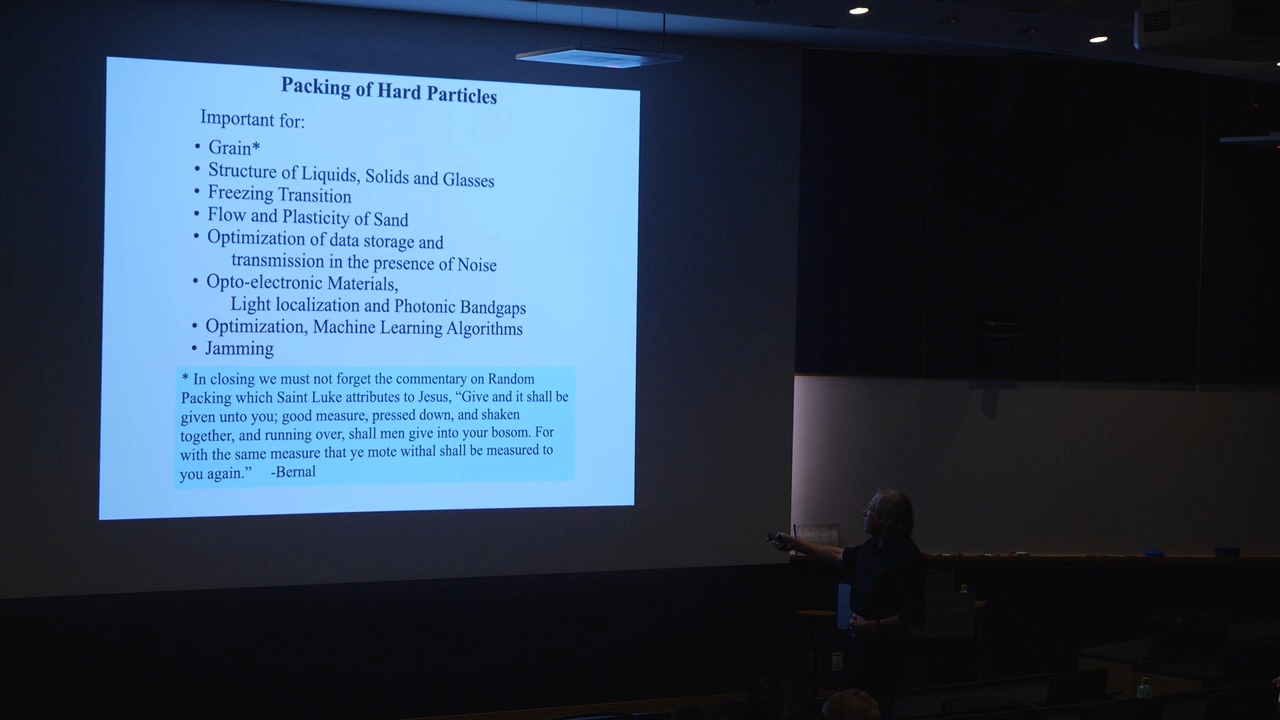 Packing of Hard Particles
Important for:
• Grain*
• Structure of Liquids, Solids and Glasses
• Freezing Transition
• Flow and Plasticity of Sand
• Optimization of data storage and
transmission in the presence of Noise
• Opto-electronic Materials,
Light localization and Photonic Bandgaps
• Optimization, Machine Learning Algorithms
• Jamming
* In closing we must not forget the commentary on Random
Packing which Saint Luke attributes to Jesus, “Give and it shall be
given unto you; good measure, pressed down, and shaken
together, and running over, shall men give into your bosom. For
with the same measure that ye mote withal shall be measured to
you again.” -Bernal